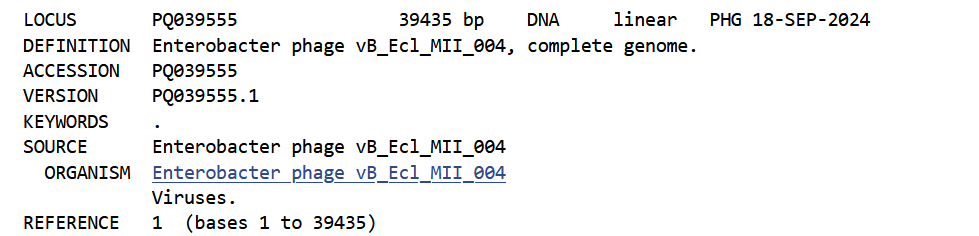 LOCUS PQ039555 39435 bp DNA linear PHG 18-SEP-2024
DEFINITION Enterobacter phage vB_Ecl_MII_004, complete genome.
ACCESSION PQ039555
VERSION PQ039555.1
KEYWORDS .
SOURCE Enterobacter phage vB_Ecl_MII_004
ORGANISM Enterobacter phage vB_Ecl_MII_004
Viruses.
REFERENCE 1 (bases 1 to 39435)